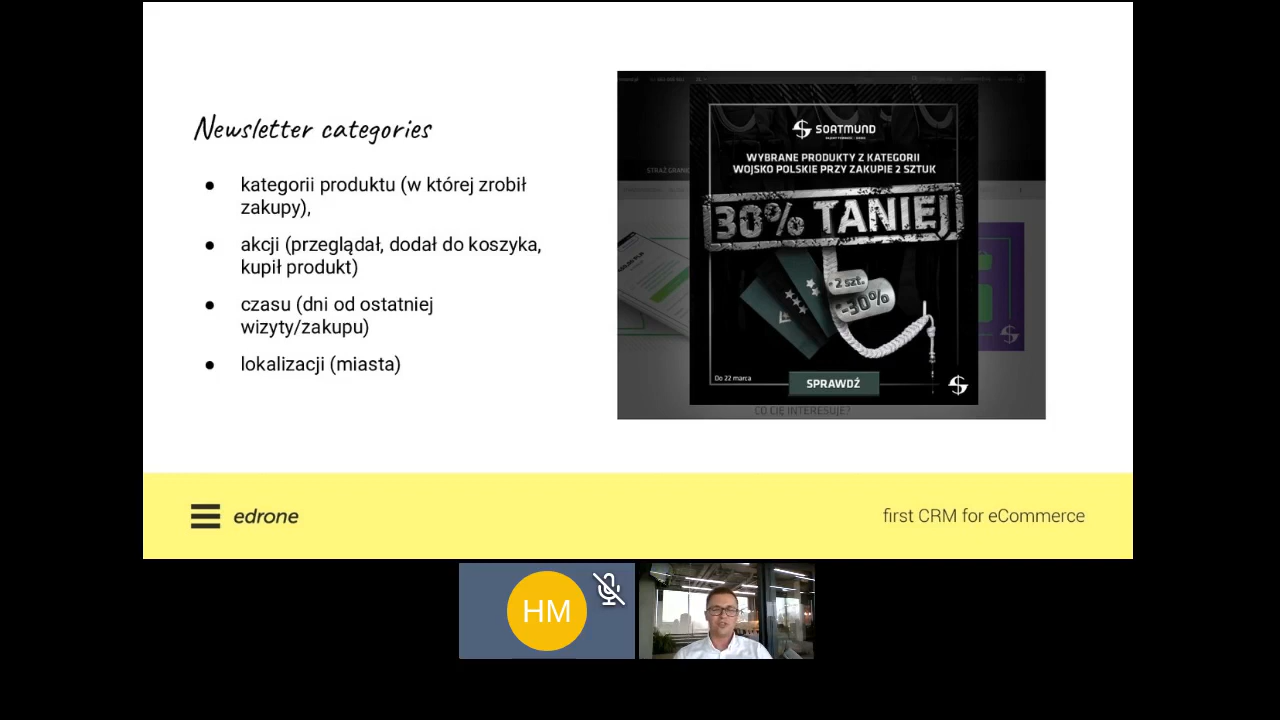 Newsletter categories
● kategorii produktu (w której zrobił
zakupy),
● akcji (przeglądał, dodał do koszyka,
kupił produkt)
● czasu (dni od ostatniej
wizyty/zakupu)
● lokalizacji (miasta)
SORTMUND
WYBRANE PRODUKTY Z KATEGORII
WOJSKO POLSKIE PRZY ZAKUPIE 2 SZTUK
30% TANIEJ
2 szt.
-30%
Do 22 marca
SPRAWDŹ
CO CIĘ INTERESUJE?
edrone
first CRM for eCommerce
HM